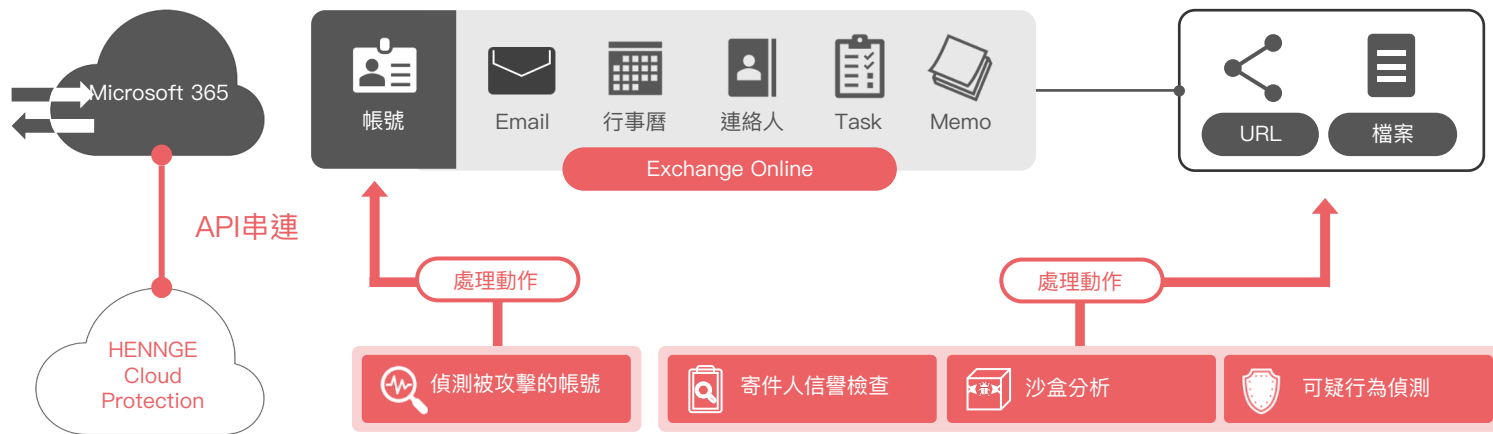 Microsoft 365
帳號
Email
行事曆
連絡人
Task
Memo
Exchange Online
URL
檔案
API串連
處理動作
處理動作
HENNGE
Cloud
Protection
偵測被攻擊的帳號
寄件人信譽檢查
沙盒分析
可疑行為偵測